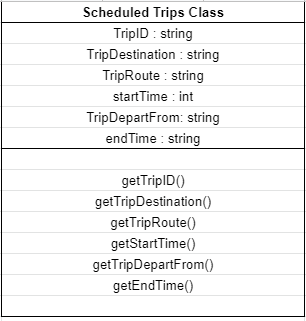 Scheduled Trips Class
TripID : string
TripDestination : string
TripRoute : string
startTime : int
TripDepartFrom: string
endTime : string
getTripID()
getTripDestination()
getTripRoute()
getStartTime()
getTripDepartFrom()
getEndTime()